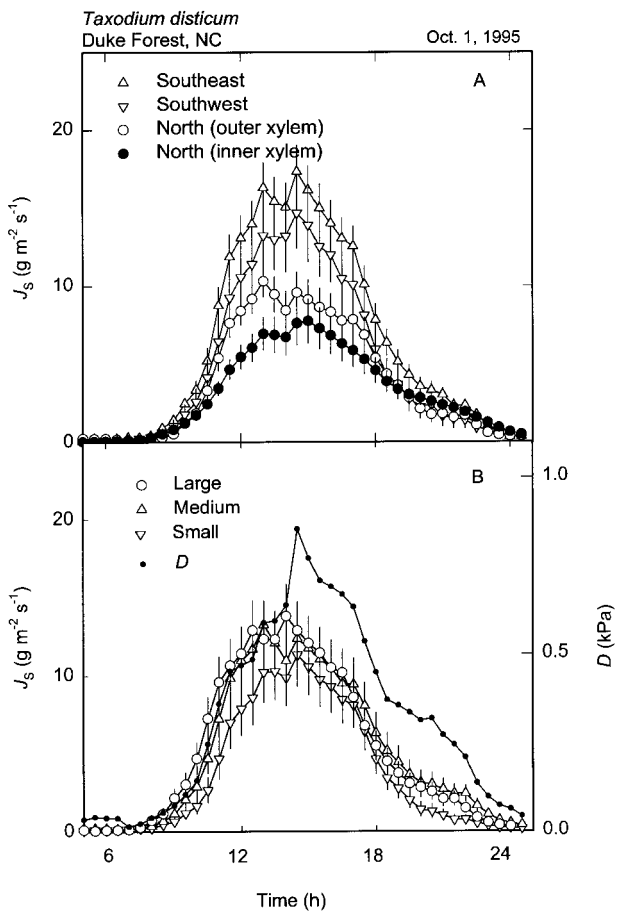 Taxodium disticum
Duke Forest, NC Oct. 1, 1995
A
Southeast
Southwest
North (outer xylem)
North (inner xylem)
20
10
0
Js (g m-2 s-1)
B
Large
Medium
Small
D
20
10
0
Js (g m-2 s-1)
1.0
0.5
0.0
D (kPa)
6 12 18 24
Time (h)